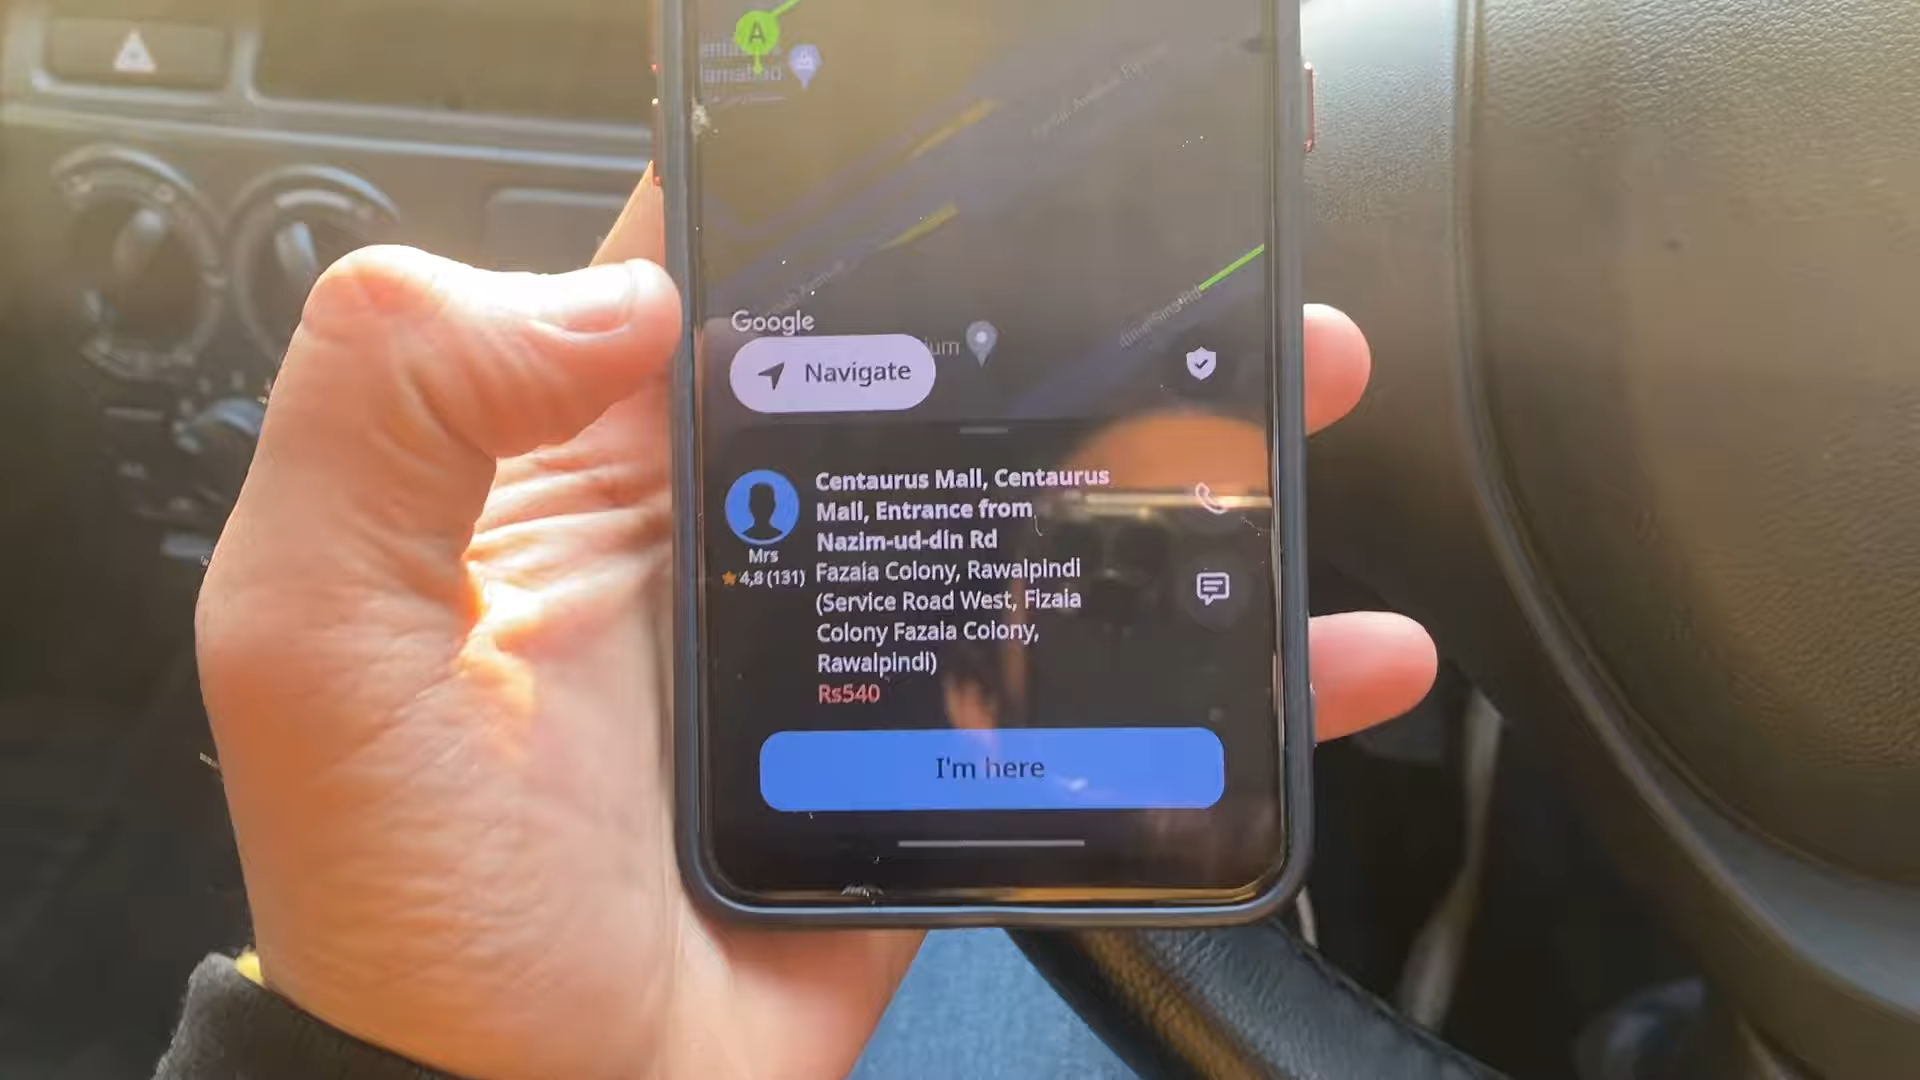 A
Google
Navigate
Centaurus Mall, Centaurus
Mall, Entrance from
Nazim-ud-din Rd
Mrs
4,8 (131)
Fazaia Colony, Rawalpindi
(Service Road West, Fizaia
Colony Fazaia Colony,
Rawalpindi)
Rs540
I'm here